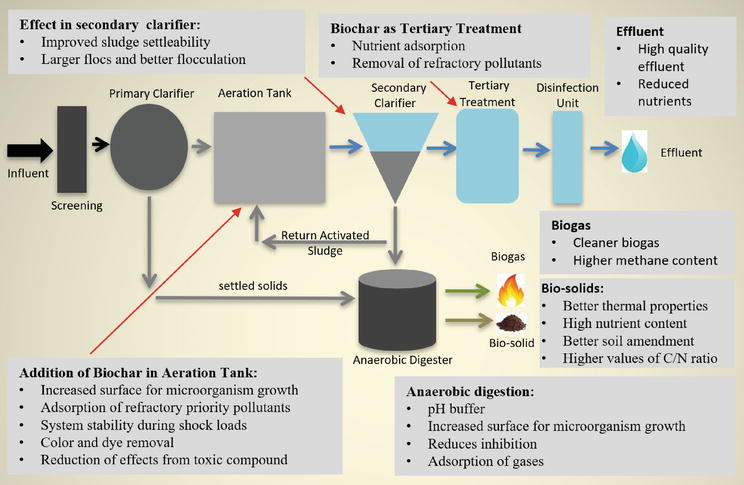 Effect in secondary clarifier:
• Improved sludge settleability
• Larger flocs and better flocculation
Biochar as Tertiary Treatment
• Nutrient adsorption
• Removal of refractory pollutants
Effluent
• High quality
effluent
• Reduced
nutrients
Primary Clarifier
Aeration Tank
Secondary
Clarifier
Tertiary
Treatment
Disinfection
Unit
Influent
Screening
Effluent
Return Activated
Sludge
settled solids
Anaerobic Digester
Biogas
Bio-solid
Biogas
• Cleaner biogas
• Higher methane content
Bio-solids:
• Better thermal properties
• High nutrient content
• Better soil amendment
• Higher values of C/N ratio
Addition of Biochar in Aeration Tank:
• Increased surface for microorganism growth
• Adsorption of refractory priority pollutants
• System stability during shock loads
• Color and dye removal
• Reduction of effects from toxic compound
Anaerobic digestion:
• pH buffer
• Increased surface for microorganism growth
• Reduces inhibition
• Adsorption of gases